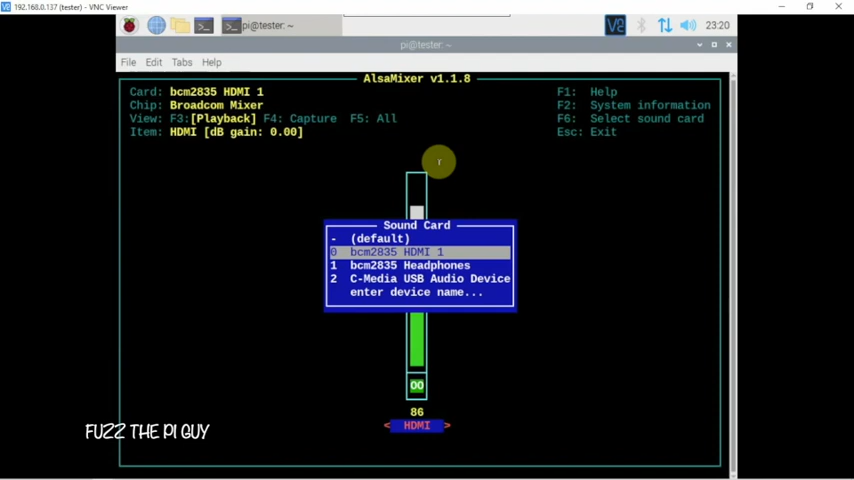 192.168.0.137 (tester) - VNC Viewer
pi@tester: ~
23:20
pi@tester: ~
File Edit Tabs Help
AlsaMixer v1.1.8
Card: bcm2835 HDMI 1
F1: Help
Chip: Broadcom Mixer
F2: System information
View: F3:[Playback] F4: Capture F5: All
F6: Select sound card
Item: HDMI [dB gain: 0.00]
Esc: Exit
Sound Card
- (default)
0 bcm2835 HDMI 1
1 bcm2835 Headphones
2 C-Media USB Audio Device
enter device name...
00
86
< HDMI >
FUZZ THE PI GUY